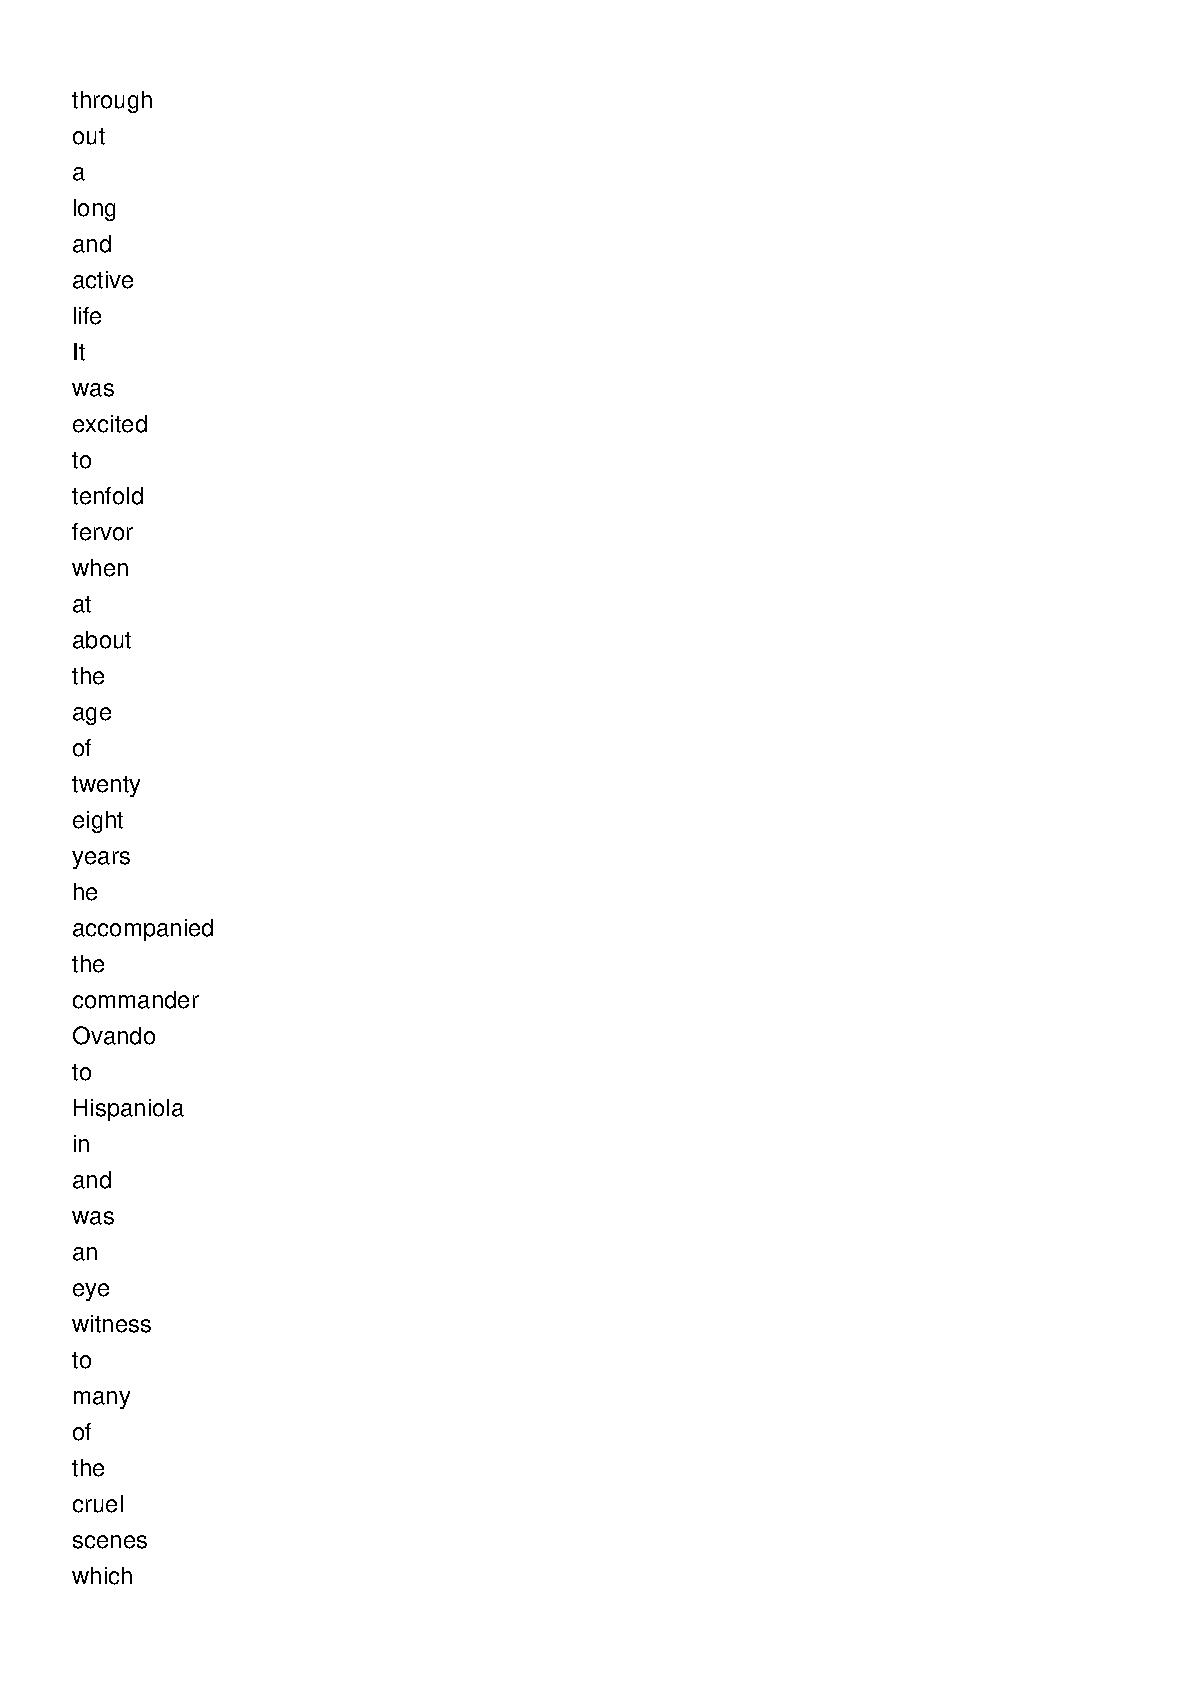 through
out
a
long
and
active
life
It
was
excited
to
tenfold
fervor
when
at
about
the
age
of
twenty
eight
years
he
accompanied
the
commander
Ovando
to
Hispaniola
in
and
was
an
eye
witness
to
many
of
the
cruel
scenes
which